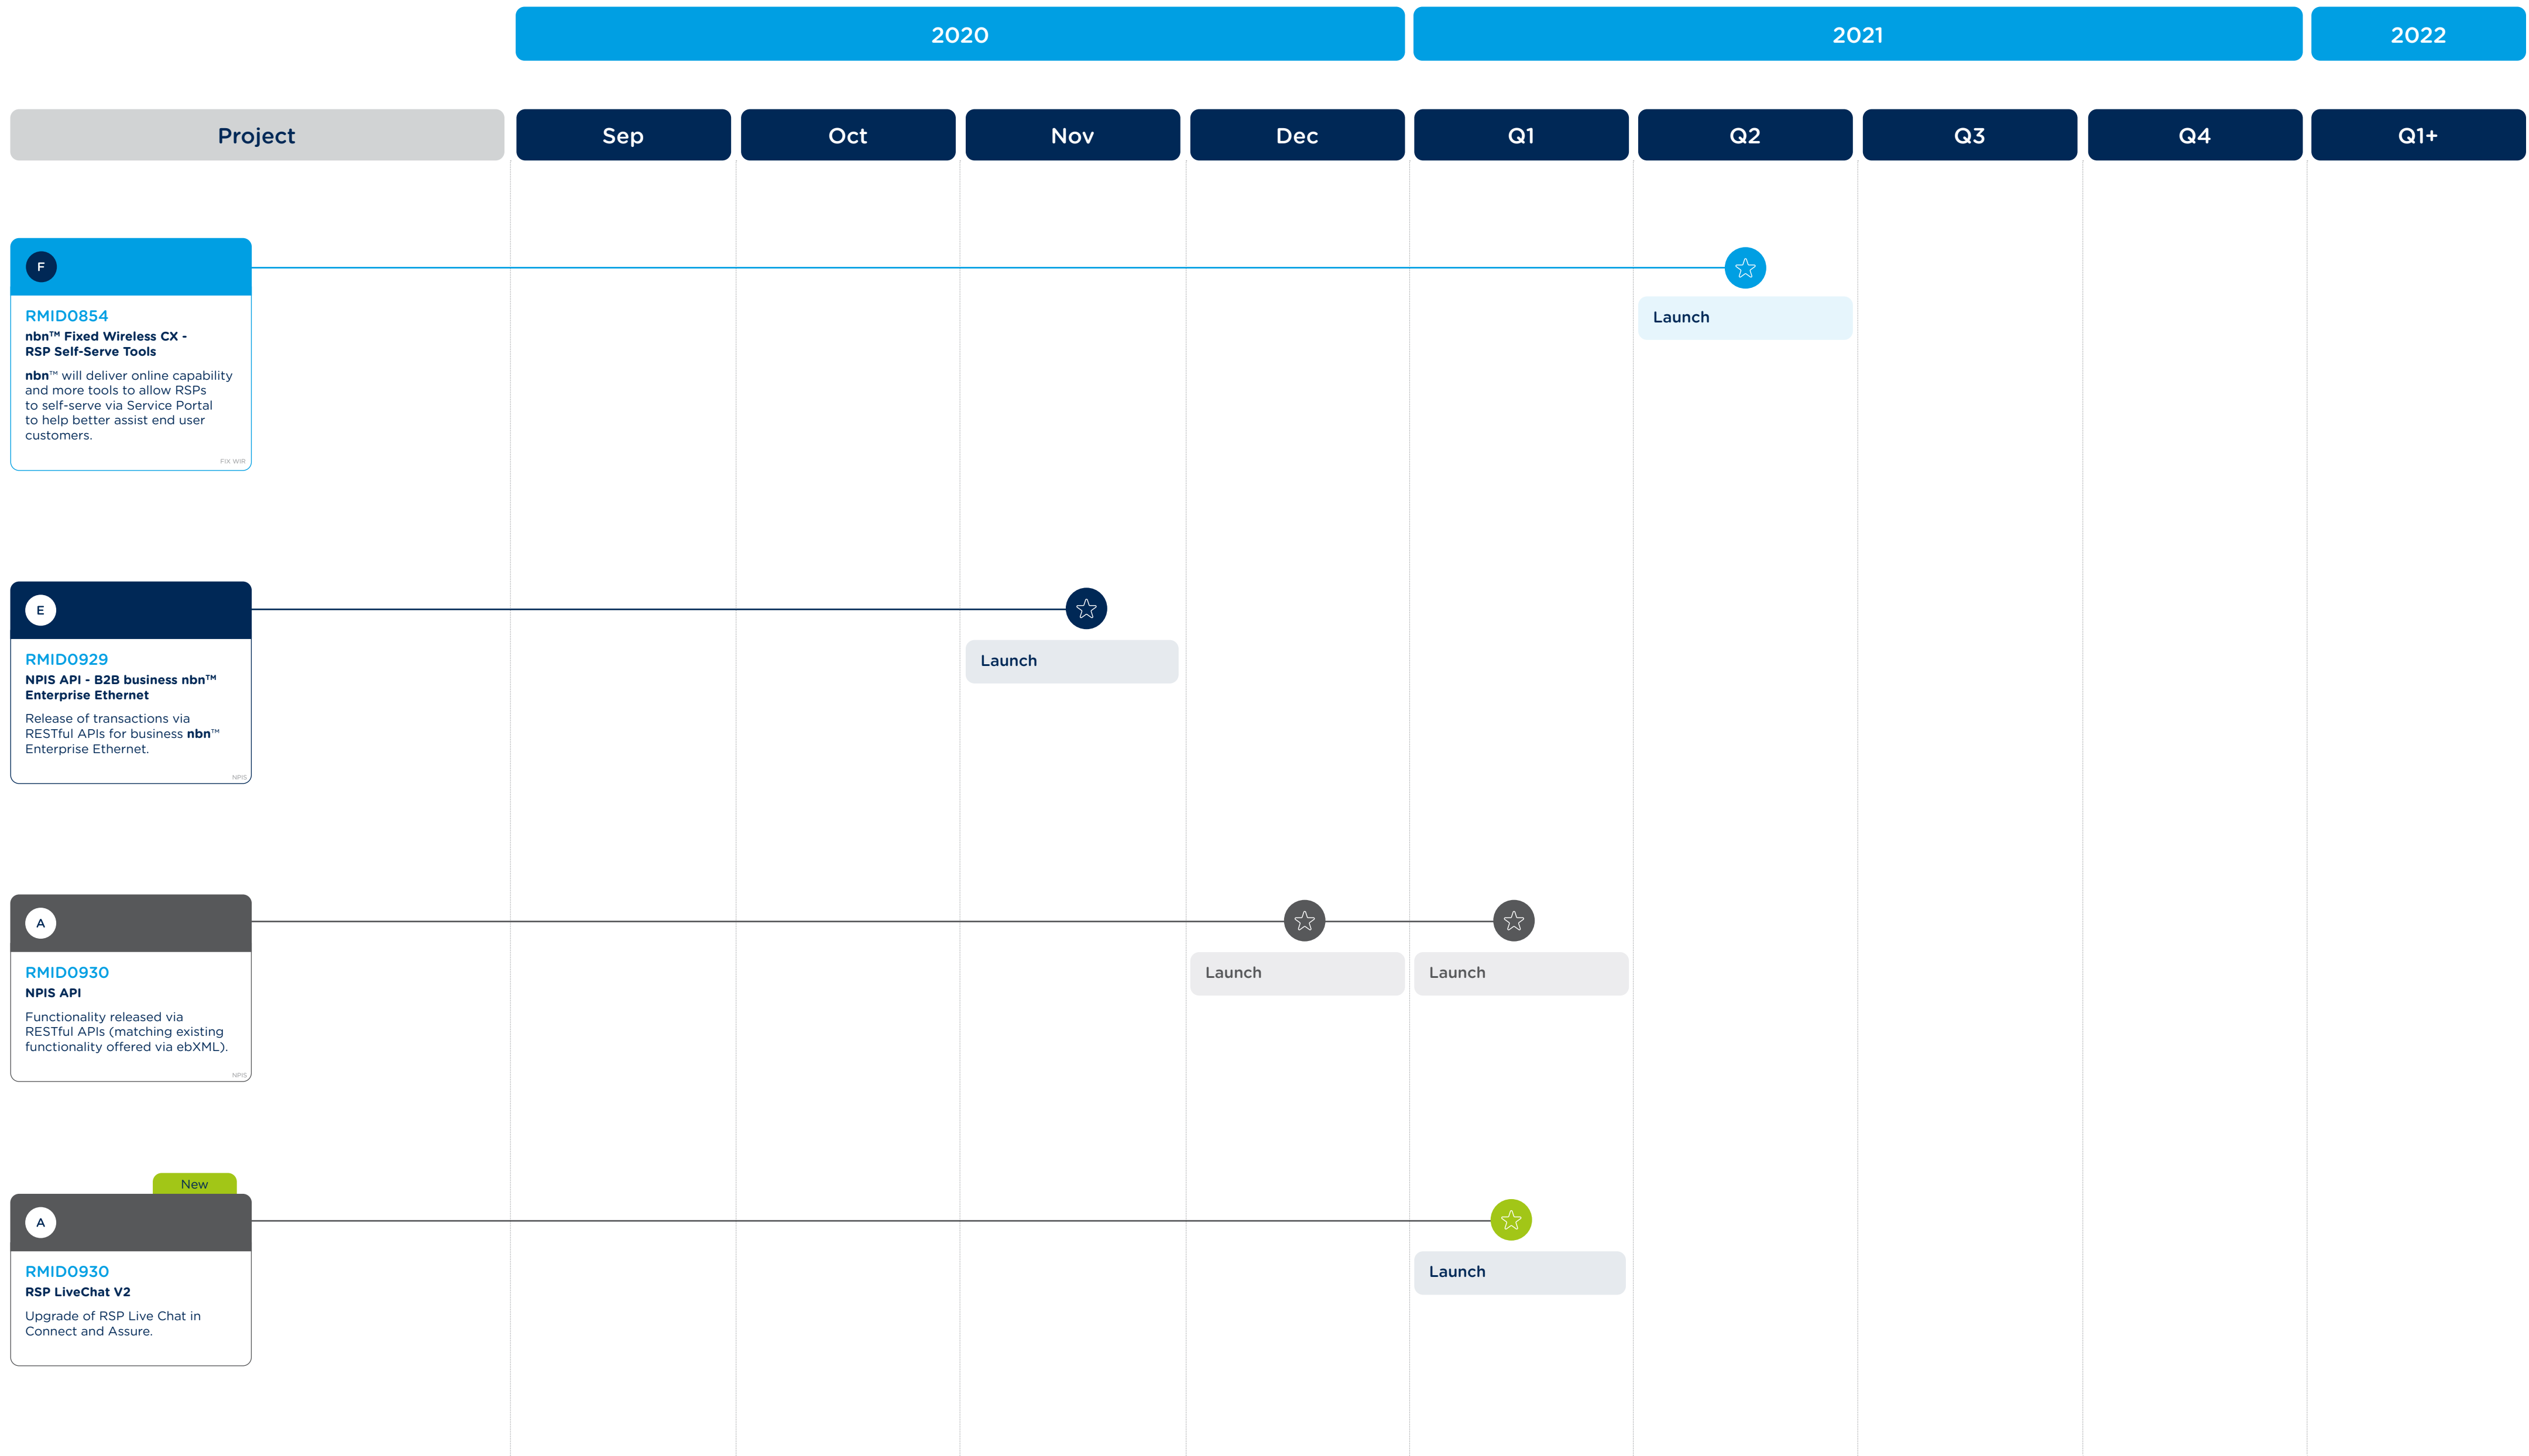 2020
2021
2022
Project
Sep
Oct
Nov
Dec
Q1
Q2
Q3
Q4
Q1+
F
RMID0854
nbn™ Fixed Wireless CX -
RSP Self-Serve Tools
nbn™ will deliver online capability
and more tools to allow RSPs
to self-serve via Service Portal
to help better assist end user
customers.
FIX WIR
Launch
E
RMID0929
NPIS API - B2B business nbn™
Enterprise Ethernet
Release of transactions via
RESTful APIs for business nbn™
Enterprise Ethernet.
NPIS
Launch
A
RMID0930
NPIS API
Functionality released via
RESTful APIs (matching existing
functionality offered via ebXML).
NPIS
Launch
Launch
New
A
RMID0930
RSP LiveChat V2
Upgrade of RSP Live Chat in
Connect and Assure.
Launch